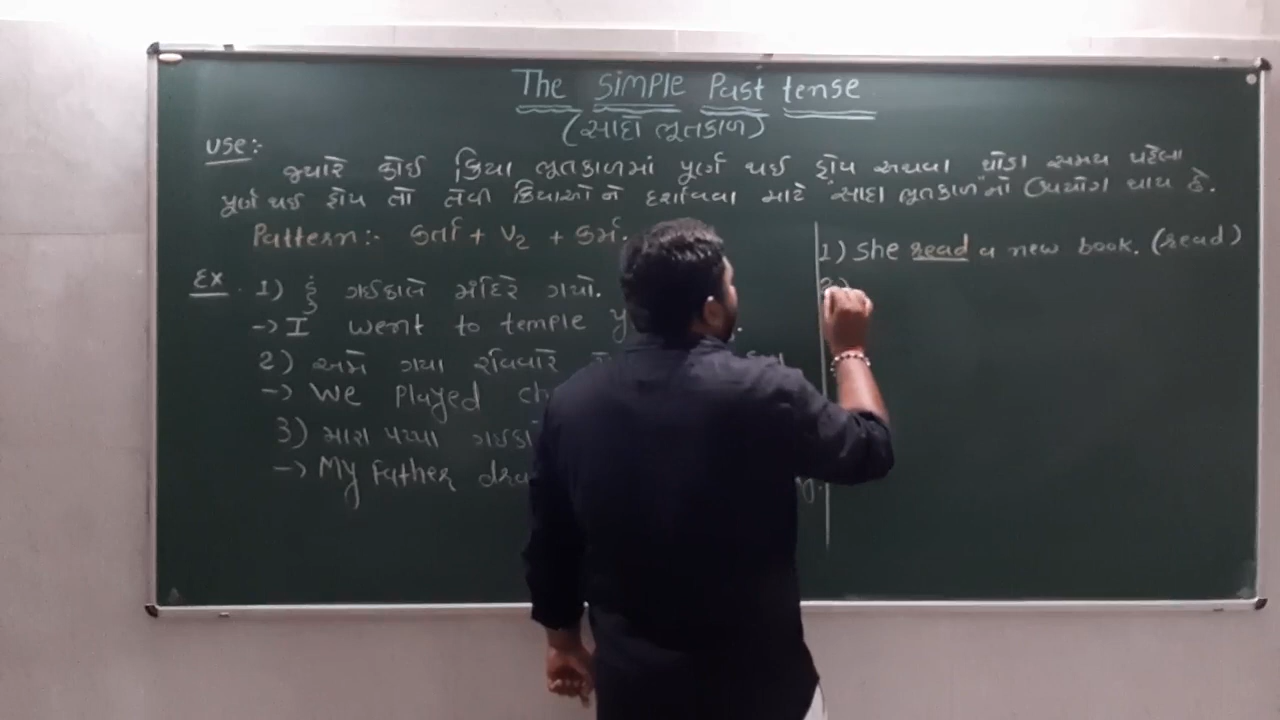 The Simple Past tense
(સાદો ભૂતકાળ)
Use:-
જ્યારે કોઈ ક્રિયા ભૂતકાળમાં પૂર્ણ થઈ હોય અથવા થોડા સમય પહેલા
પૂર્ણ થઈ હોય તો તેવી ક્રિયાઓને દર્શાવવા માટે "સાદા ભૂતકાળ"નો ઉપયોગ થાય છે.
Pattern:- કર્તા + V2 + કર્મ.
Ex. 1) હું ગઈકાલે મંદિરે ગયો.
-> I went to temple
2) અમે ગયા રવિવારે
-> We played
3) મારા પપ્પા
-> My Father
1) She read a new book. (read)
2)